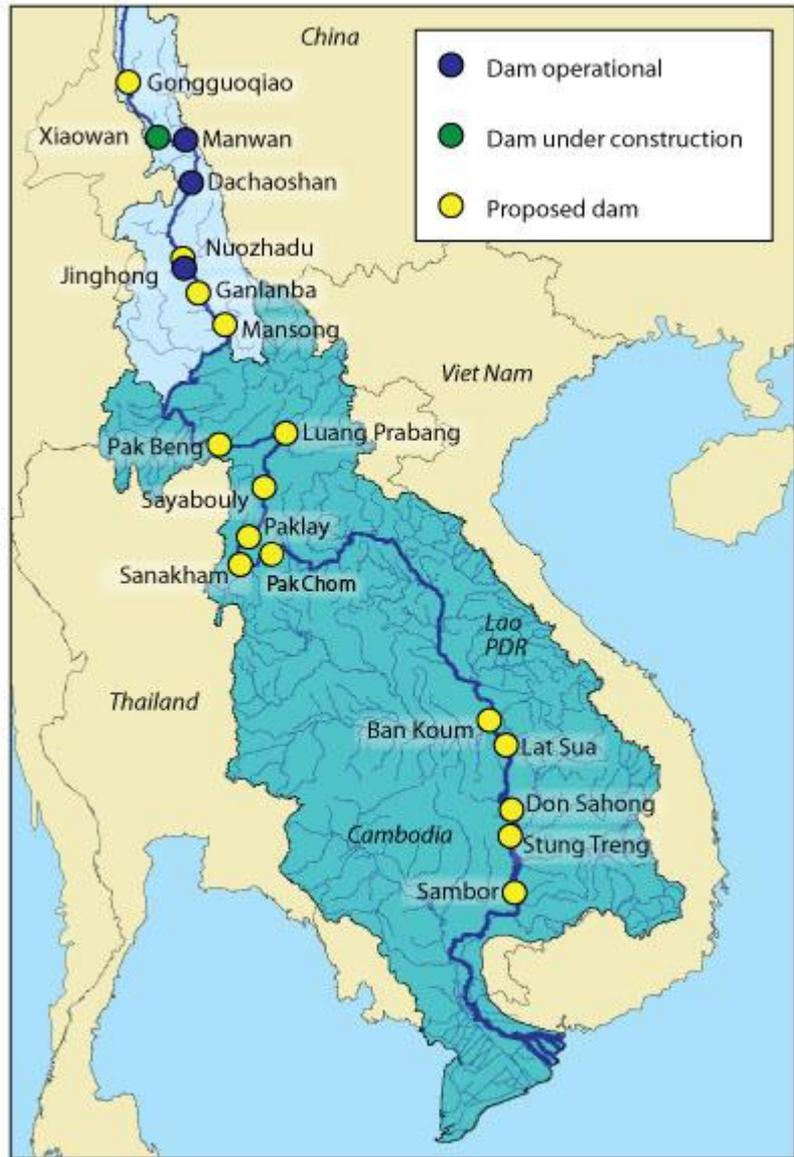 China
Dam operational
Dam under construction
Proposed dam
Gongguoqiao
Xiaowan
Manwan
Dachaoshan
Nuozhadu
Jinghong
Ganlanba
Mansong
Viet Nam
Pak Beng
Luang Prabang
Sayabouly
Paklay
Sanakham
Pak Chom
Lao
PDR
Thailand
Ban Koum
Lat Sua
Don Sahong
Cambodia
Stung Treng
Sambor